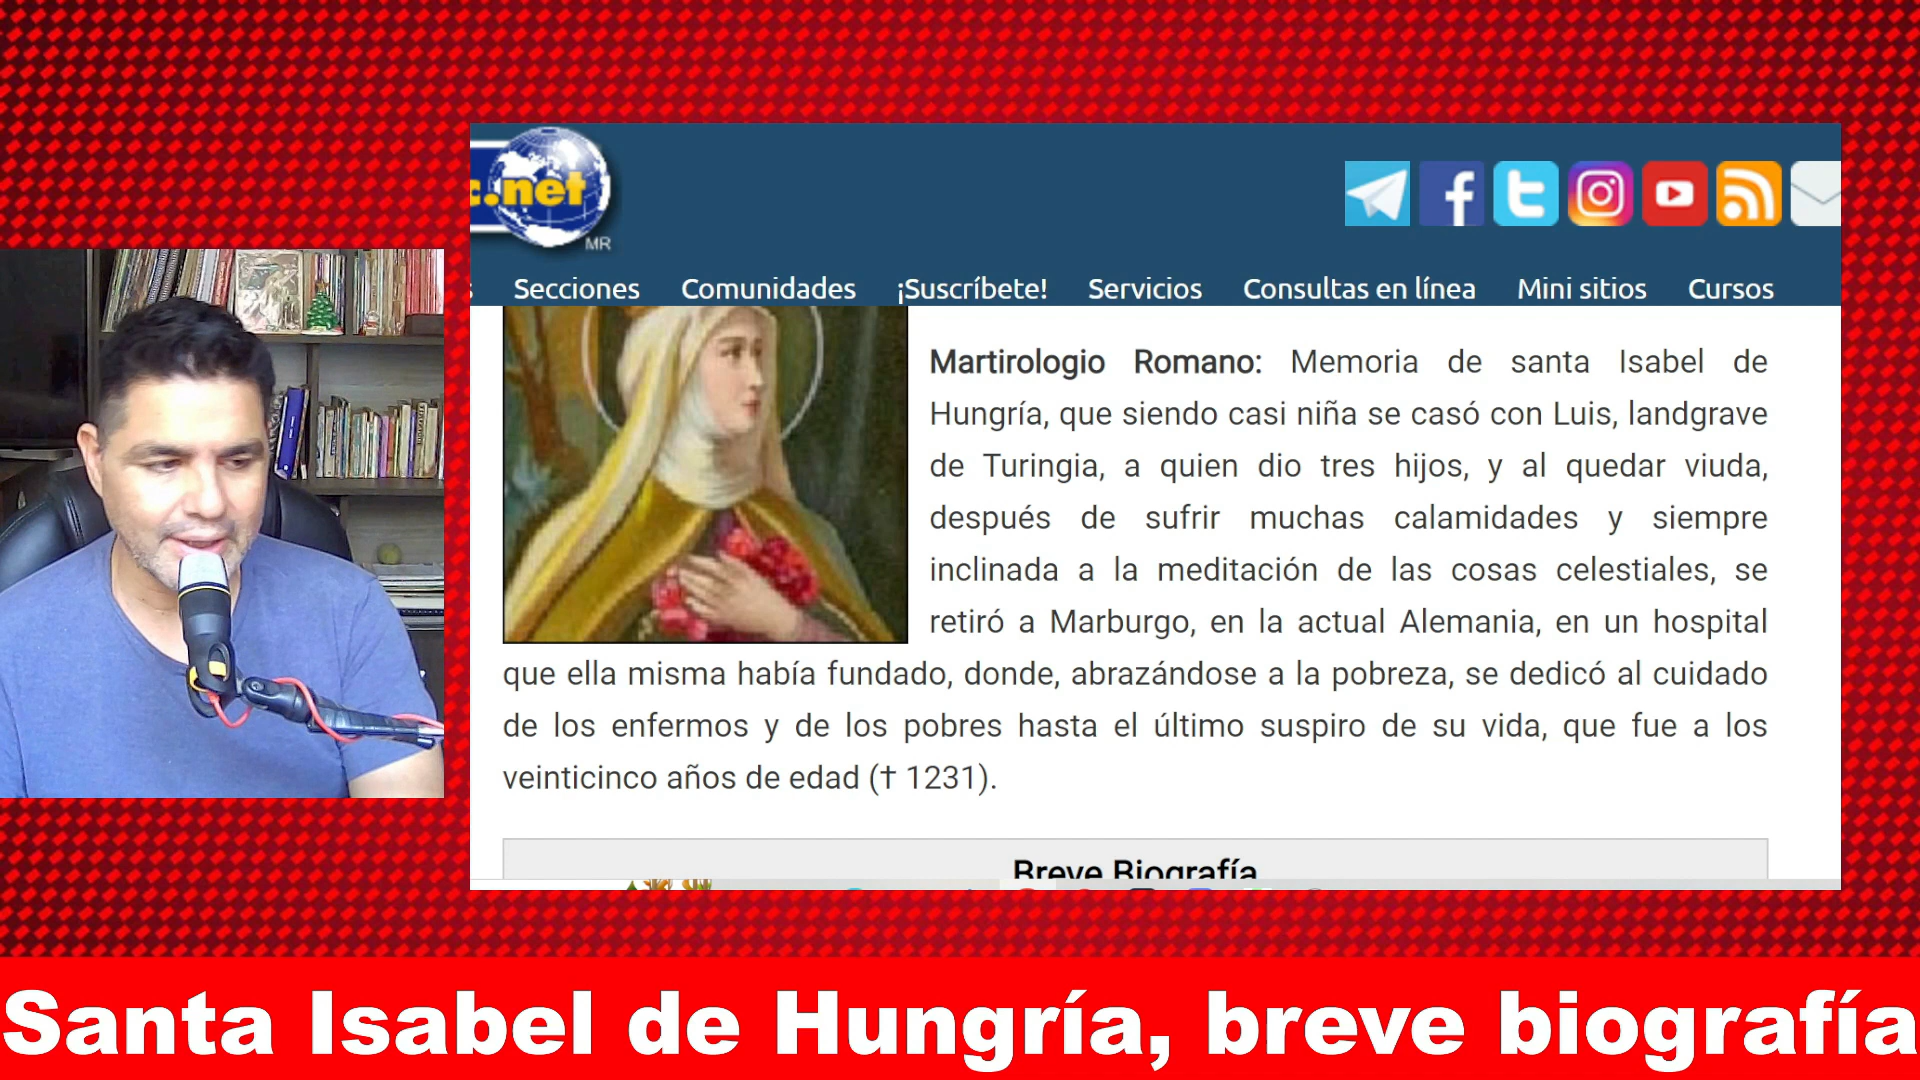 c.net
MR
Secciones Comunidades ¡Suscríbete! Servicios Consultas en línea Mini sitios Cursos
Martirologio Romano: Memoria de santa Isabel de
Hungría, que siendo casi niña se casó con Luis, landgrave
de Turingia, a quien dio tres hijos, y al quedar viuda,
después de sufrir muchas calamidades y siempre
inclinada a la meditación de las cosas celestiales, se
retiró a Marburgo, en la actual Alemania, en un hospital
que ella misma había fundado, donde, abrazándose a la pobreza, se dedicó al cuidado
de los enfermos y de los pobres hasta el último suspiro de su vida, que fue a los
veinticinco años de edad († 1231).
Breve Biografía
Santa Isabel de Hungría, breve biografía